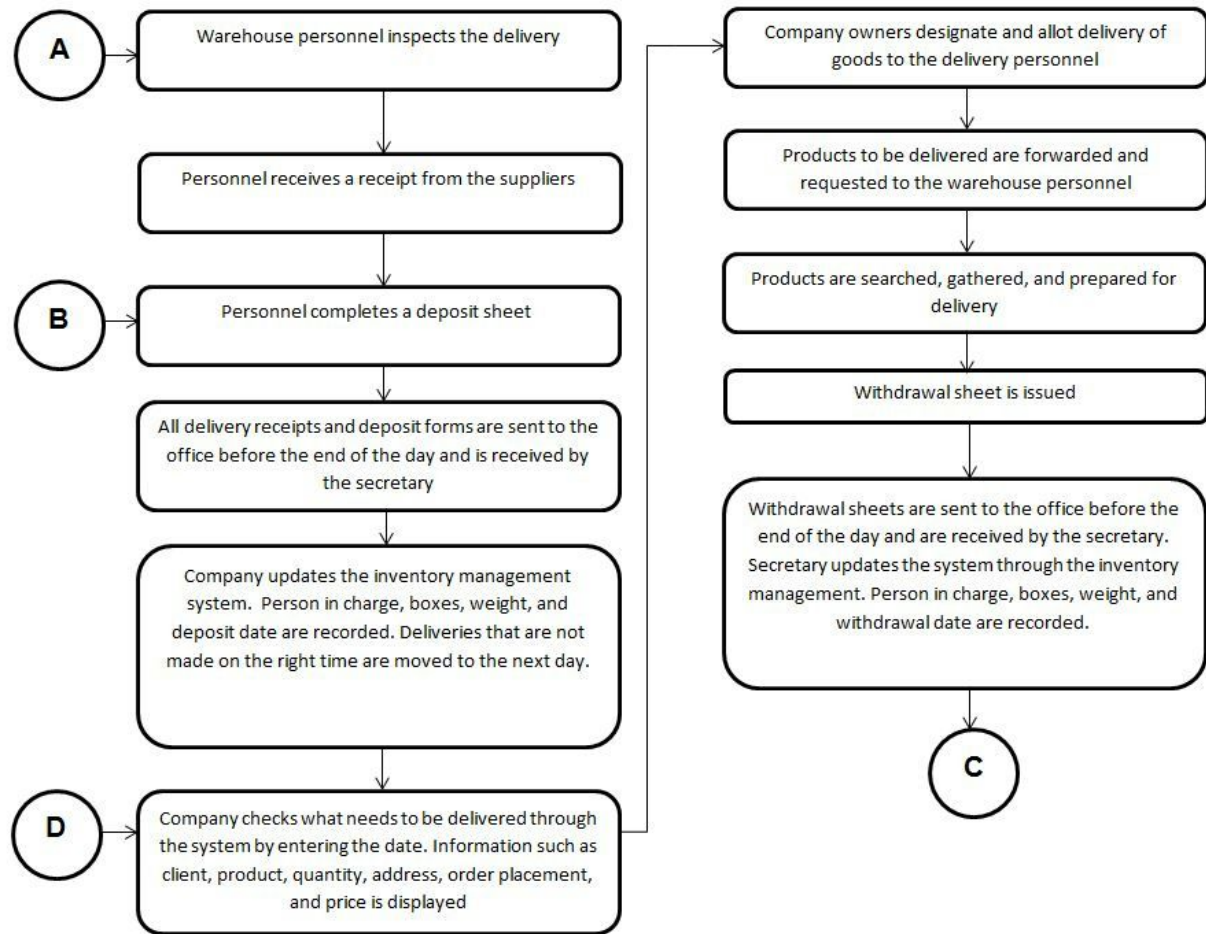 A
Warehouse personnel inspects the delivery
Personnel receives a receipt from the suppliers
B
Personnel completes a deposit sheet
All delivery receipts and deposit forms are sent to the
office before the end of the day and is received by
the secretary
Company updates the inventory management
system.  Person in charge, boxes, weight, and
deposit date are recorded. Deliveries that are not
made on the right time are moved to the next day.
D
Company checks what needs to be delivered through
the system by entering the date. Information such as
client, product, quantity, address, order placement,
and price is displayed
Company owners designate and allot delivery of
goods to the delivery personnel
Products to be delivered are forwarded and
requested to the warehouse personnel
Products are searched, gathered, and prepared for
delivery
Withdrawal sheet is issued
Withdrawal sheets are sent to the office before the
end of the day and are received by the secretary.
Secretary updates the system through the inventory
management. Person in charge, boxes, weight, and
withdrawal date are recorded.
C